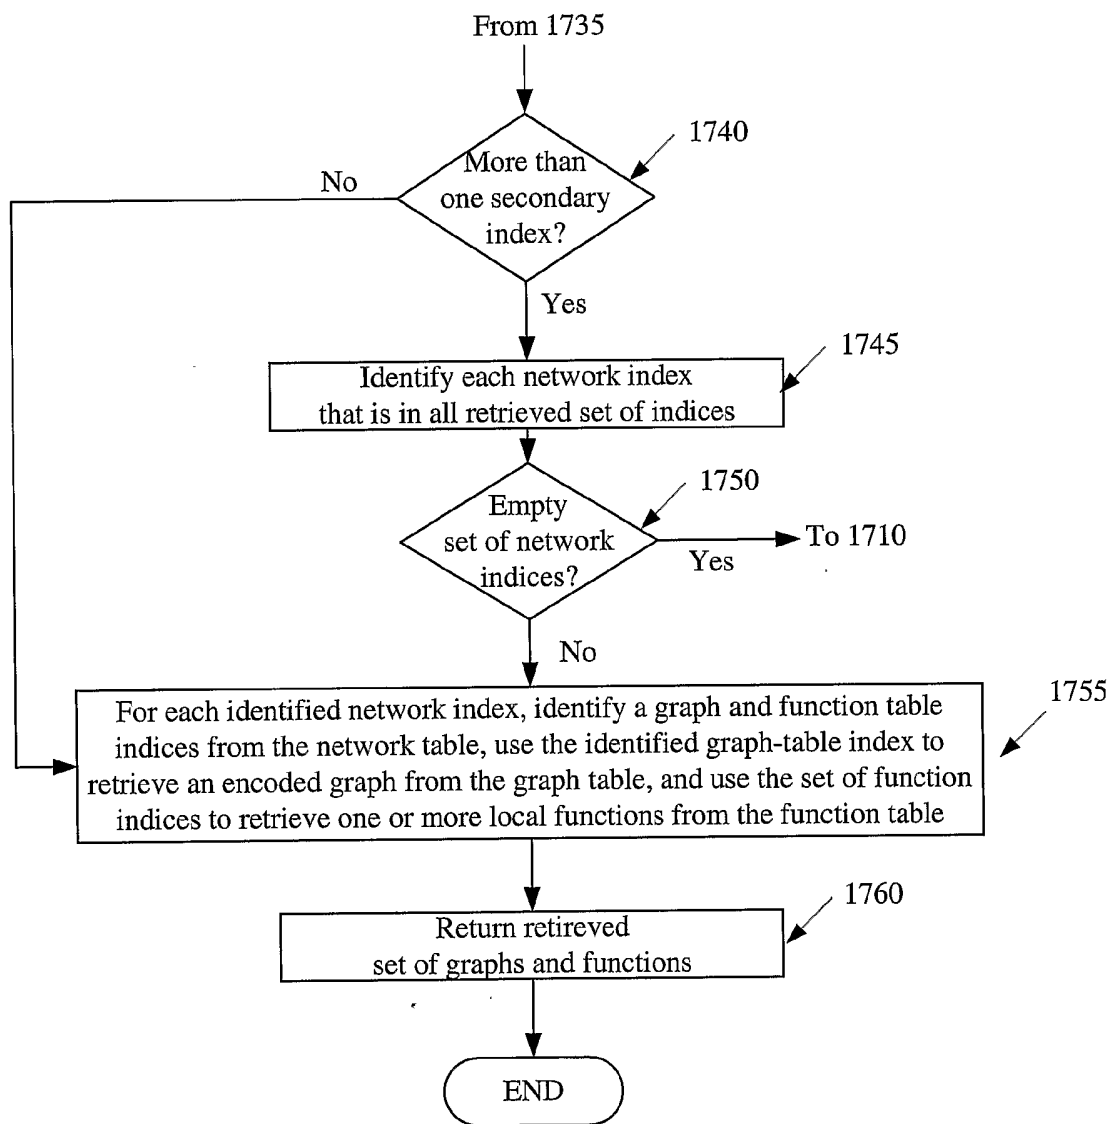 From 1735
1740
More than
one secondary
index?
No
Yes
1745
Identify each network index
that is in all retrieved set of indices
1750
Empty
set of network
indices?
To 1710
Yes
No
1755
For each identified network index, identify a graph and function table
indices from the network table, use the identified graph-table index to
retrieve an encoded graph from the graph table, and use the set of function
indices to retrieve one or more local functions from the function table
1760
Return retireved
set of graphs and functions
END